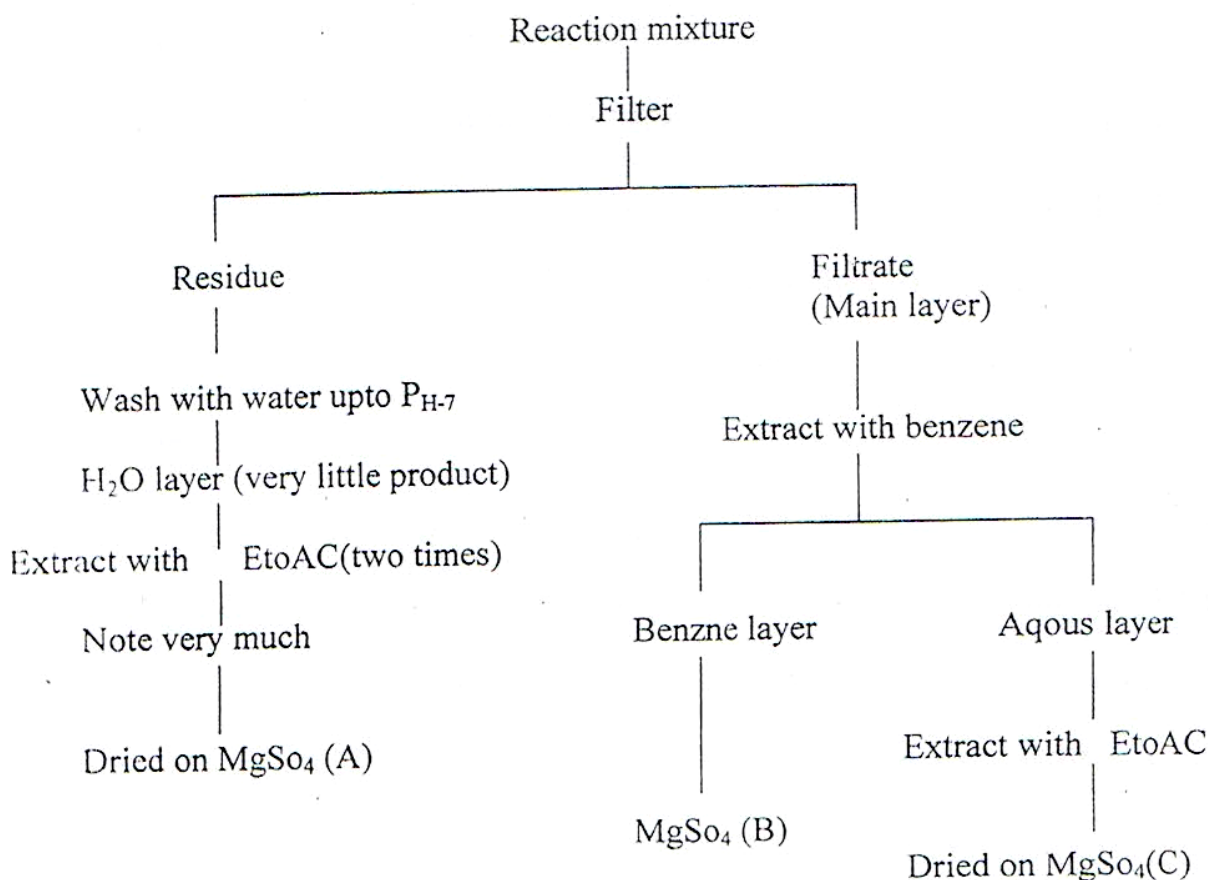 Reaction mixture
Filter
Residue
Wash with water upto PH-7
H₂O layer (very little product)
Extract with EtoAC(two times)
Note very much
Dried on MgSo₄ (A)
Filtrate
(Main layer)
Extract with benzene
Benzne layer
MgSo₄ (B)
Aqous layer
Extract with EtoAC
Dried on MgSo₄(C)